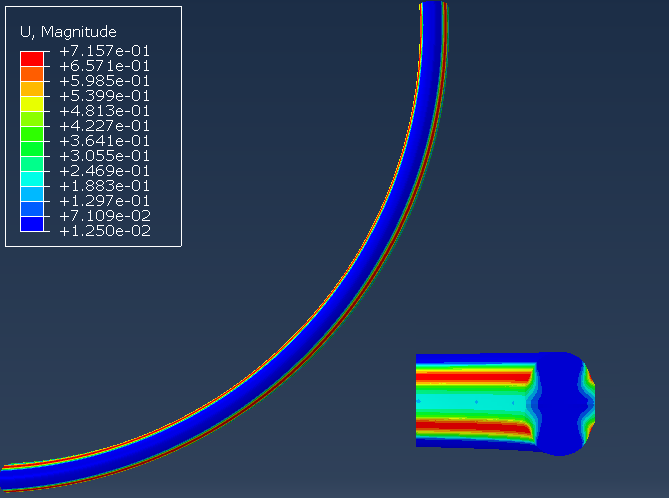 U, Magnitude
+7.157e-01
+6.571e-01
+5.985e-01
+5.399e-01
+4.813e-01
+4.227e-01
+3.641e-01
+3.055e-01
+2.469e-01
+1.883e-01
+1.297e-01
+7.109e-02
+1.250e-02